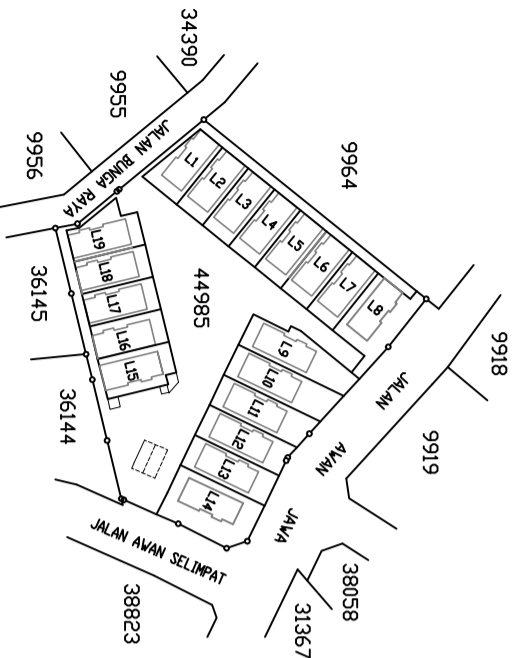 34390
9955
9956
JALAN BUNGA RAYA
9964
L1
L2
L3
L4
L5
L6
L7
L8
L19
L18
L17
L16
L15
44985
36145
36144
L9
L10
L11
L12
L13
L14
JALAN AWAN JAWA
9918
9919
JALAN AWAN SELIMPAT
38823
38058
31367